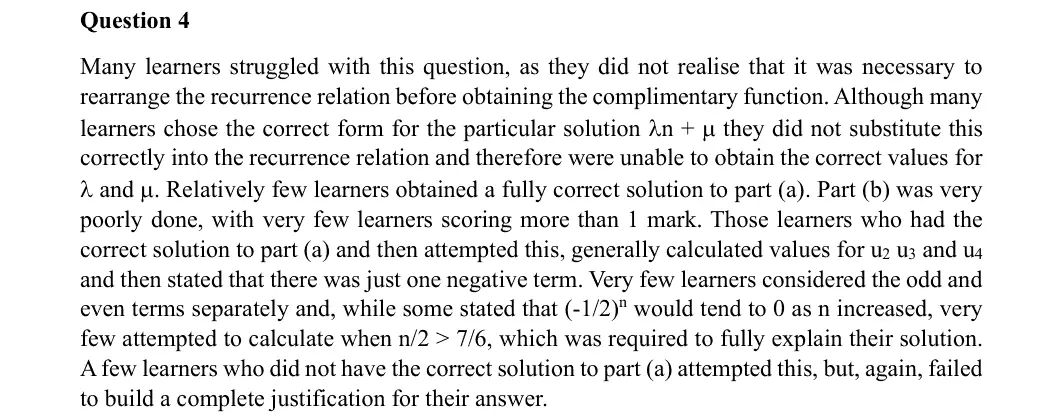 Question 4
Many learners struggled with this question, as they did not realise that it was necessary to
rearrange the recurrence relation before obtaining the complimentary function. Although many
learners chose the correct form for the particular solution λn + μ they did not substitute this
correctly into the recurrence relation and therefore were unable to obtain the correct values for
λ and μ. Relatively few learners obtained a fully correct solution to part (a). Part (b) was very
poorly done, with very few learners scoring more than 1 mark. Those learners who had the
correct solution to part (a) and then attempted this, generally calculated values for u₂ u₃ and u₄
and then stated that there was just one negative term. Very few learners considered the odd and
even terms separately and, while some stated that (-1/2)ⁿ would tend to 0 as n increased, very
few attempted to calculate when n/2 > 7/6, which was required to fully explain their solution.
A few learners who did not have the correct solution to part (a) attempted this, but, again, failed
to build a complete justification for their answer.